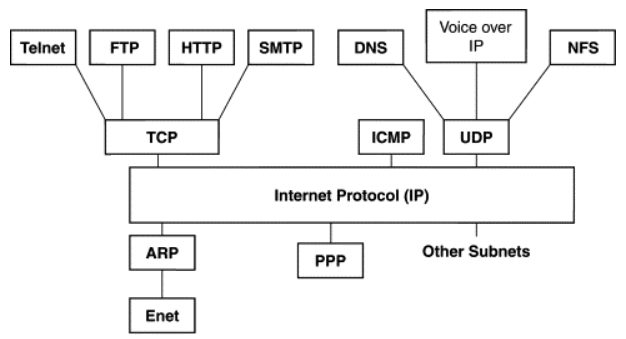 Telnet
FTP
HTTP
SMTP
DNS
Voice over
IP
NFS
TCP
ICMP
UDP
Internet Protocol (IP)
ARP
PPP
Other Subnets
Enet